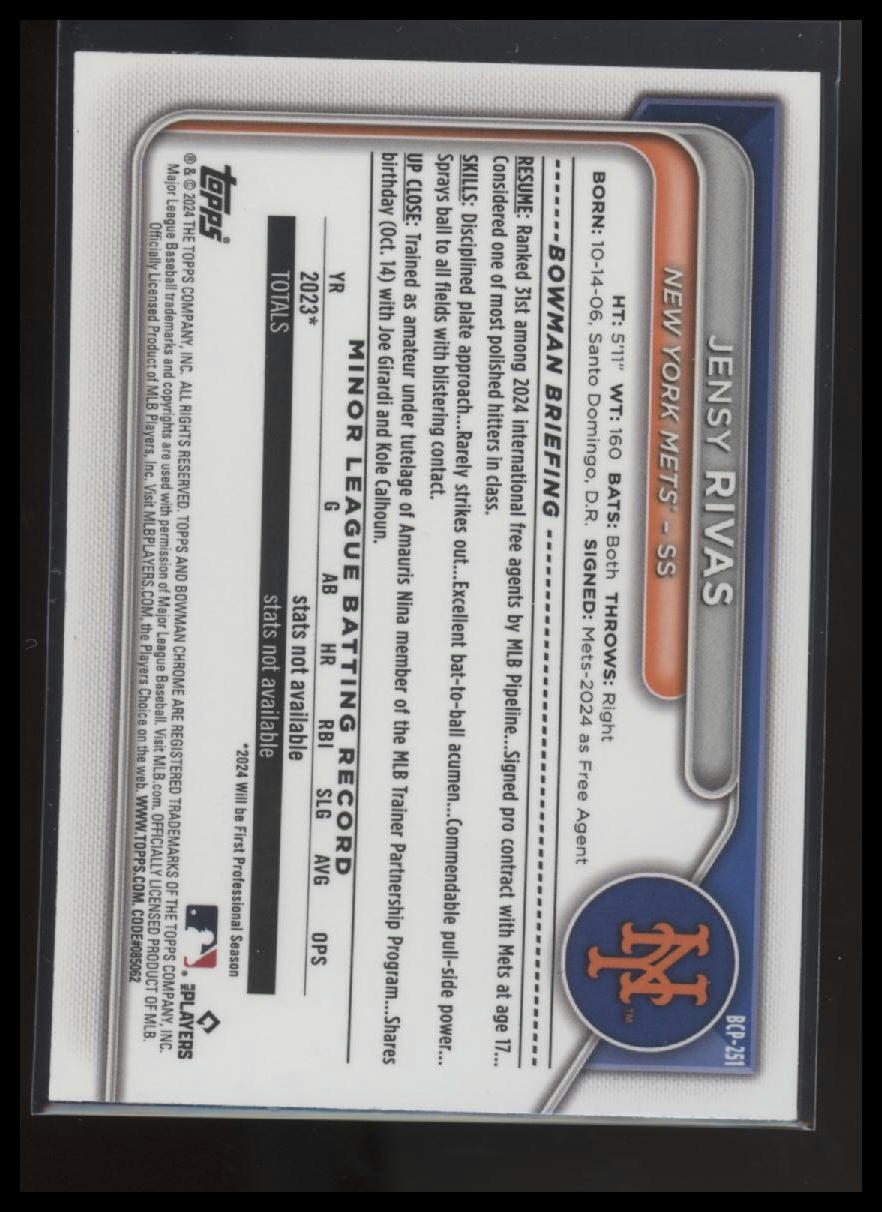 BCP-251
JENSY RIVAS
NEW YORK METS® - SS
HT: 5'11" WT: 160 BATS: Both THROWS: Right
BORN: 10-14-06, Santo Domingo, D.R. SIGNED: Mets-2024 as Free Agent
BOWMAN BRIEFING
RESUME: Ranked 31st among 2024 international free agents by MLB Pipeline...Signed pro contract with Mets at age 17...
Considered one of most polished hitters in class.
SKILLS: Disciplined plate approach...Rarely strikes out...Excellent bat-to-ball acumen...Commendable pull-side power...
Sprays ball to all fields with blistering contact.
UP CLOSE: Trained as amateur under tutelage of Amauris Nina member of the MLB Trainer Partnership Program...Shares
birthday (Oct. 14) with Joe Girardi and Kole Calhoun.
MINOR LEAGUE BATTING RECORD
YR G AB HR RBI SLG AVG OPS
2023* stats not available
TOTALS stats not available
*2024 Will be First Professional Season
topps®
MLB PLAYERS
® & © 2024 THE TOPPS COMPANY, INC. ALL RIGHTS RESERVED. TOPPS AND BOWMAN CHROME ARE REGISTERED TRADEMARKS OF THE TOPPS COMPANY, INC.
Major League Baseball trademarks and copyrights are used with permission of Major League Baseball. Visit MLB.com. OFFICIALLY LICENSED PRODUCT OF MLB.
Officially Licensed Product of MLB Players, Inc. Visit MLBPLAYERS.COM, the Players Choice on the web. WWW.TOPPS.COM. CODE#085062
NY
TM